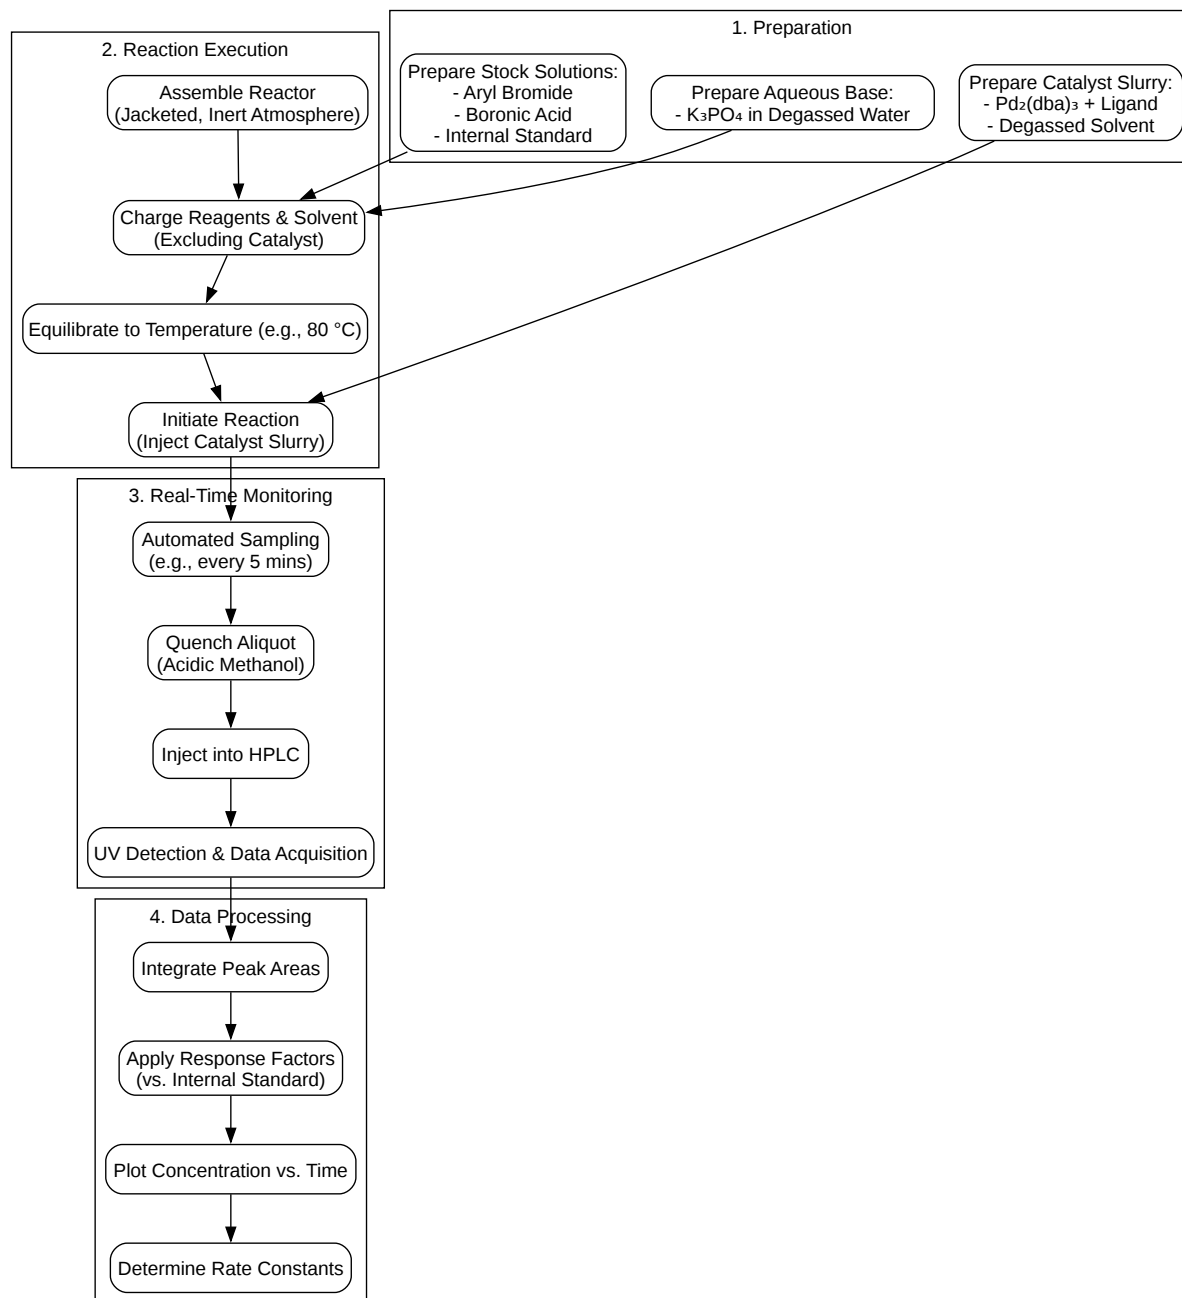 1. Preparation
Prepare Stock Solutions:
- Aryl Bromide
- Boronic Acid
- Internal Standard
Prepare Aqueous Base:
- K₃PO₄ in Degassed Water
Prepare Catalyst Slurry:
- Pd₂(dba)₃ + Ligand
- Degassed Solvent
2. Reaction Execution
Assemble Reactor
(Jacketed, Inert Atmosphere)
Charge Reagents & Solvent
(Excluding Catalyst)
Equilibrate to Temperature (e.g., 80 °C)
Initiate Reaction
(Inject Catalyst Slurry)
3. Real-Time Monitoring
Automated Sampling
(e.g., every 5 mins)
Quench Aliquot
(Acidic Methanol)
Inject into HPLC
UV Detection & Data Acquisition
4. Data Processing
Integrate Peak Areas
Apply Response Factors
(vs. Internal Standard)
Plot Concentration vs. Time
Determine Rate Constants